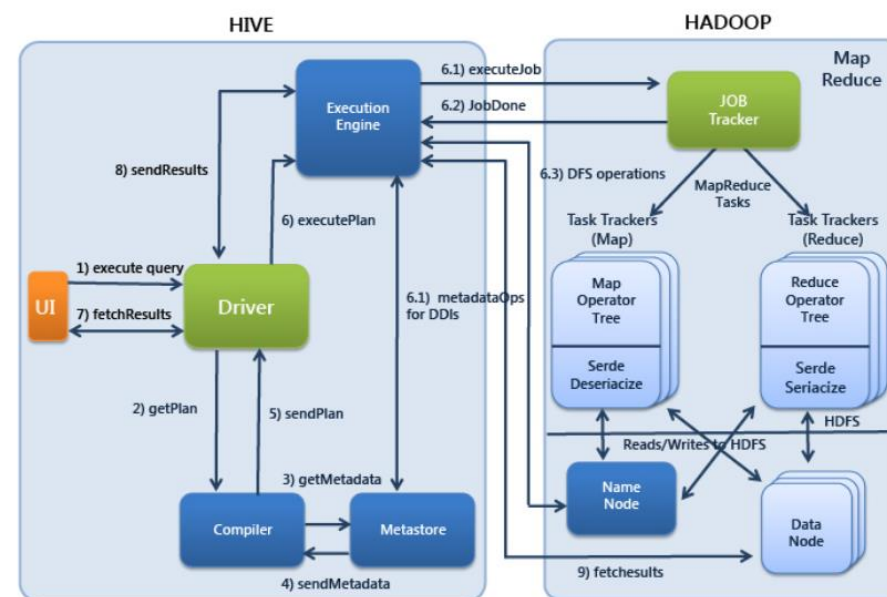 HIVE
HADOOP
Map
Reduce
Execution
Engine
6.1) executeJob
6.2) JobDone
JOB
Tracker
8) sendResults
6) executePlan
6.3) DFS operations
MapReduce
Tasks
Task Trackers
(Map)
Task Trackers
(Reduce)
UI
1) execute query
7) fetchResults
Driver
6.1) metadataOps
for DDIs
Map
Operator
Tree
Serde
Deseriacize
Reduce
Operator
Tree
Serde
Seriacize
2) getPlan
5) sendPlan
HDFS
Reads/Writes to HDFS
3) getMetadata
Compiler
Metastore
4) sendMetadata
Name
Node
Data
Node
9) fetchesults